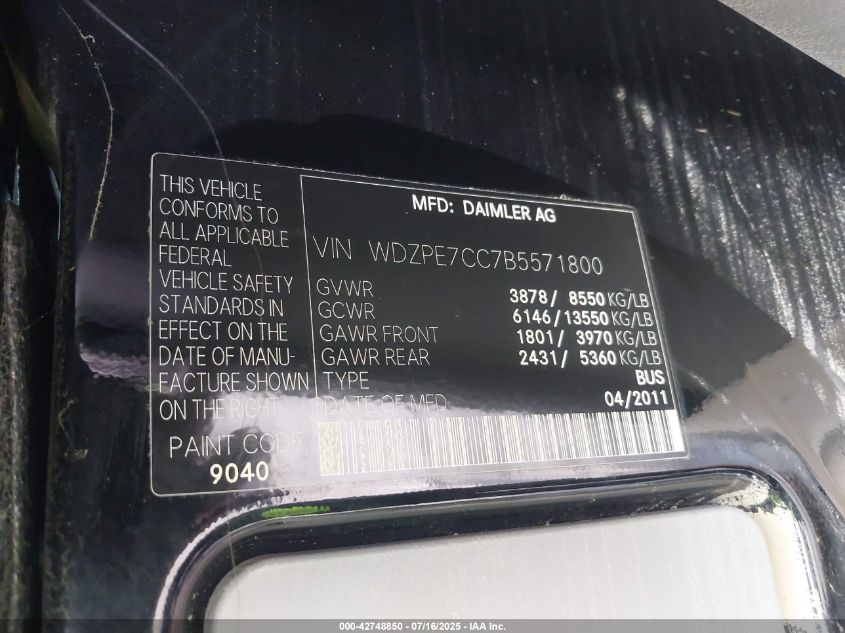 THIS VEHICLE
CONFORMS TO
ALL APPLICABLE
FEDERAL
VEHICLE SAFETY
STANDARDS IN
EFFECT ON THE
DATE OF MANU-
FACTURE SHOWN
ON THE RIGHT.
PAINT CODE
9040
MFD: DAIMLER AG
VIN WDZPE7CC7B5571800
GVWR 3878/ 8550 KG/LB
GCWR 6146/13550 KG/LB
GAWR FRONT 1801/ 3970 KG/LB
GAWR REAR 2431/ 5360 KG/LB
TYPE BUS
DATE OF MFD 04/2011
000-42748850 - 07/16/2025 - IAA Inc.